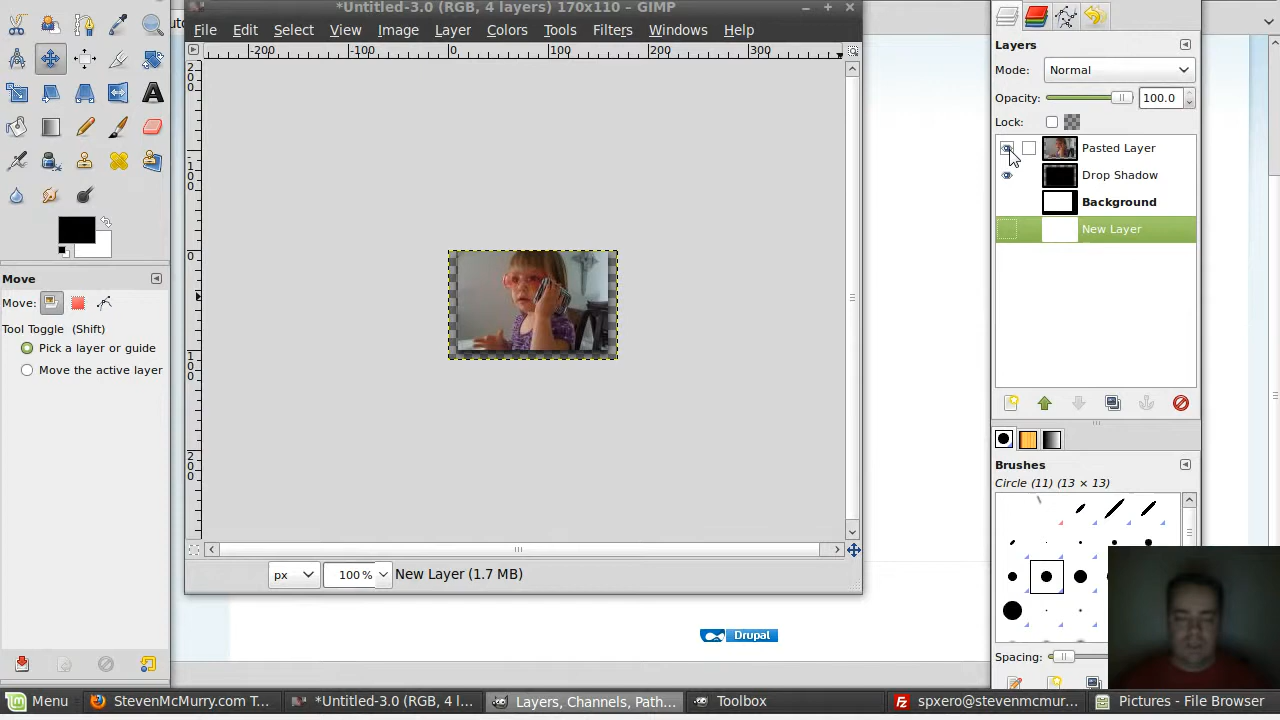 *Untitled-3.0 (RGB, 4 layers) 170x110 – GIMP
File Edit Select View Image Layer Colors Tools Filters Windows Help
-200 -100 0 100 200 300
Layers
Mode: Normal
Opacity: 100.0
Lock:
Pasted Layer
Drop Shadow
Background
New Layer
Move
Move:
Tool Toggle (Shift)
Pick a layer or guide
Move the active layer
Brushes
Circle (11) (13 × 13)
Spacing:
px 100 % New Layer (1.7 MB)
Drupal
Menu StevenMcMurry.com T... *Untitled-3.0 (RGB, 4 l... Layers, Channels, Path... Toolbox spxero@stevenmcmur... Pictures - File Browser